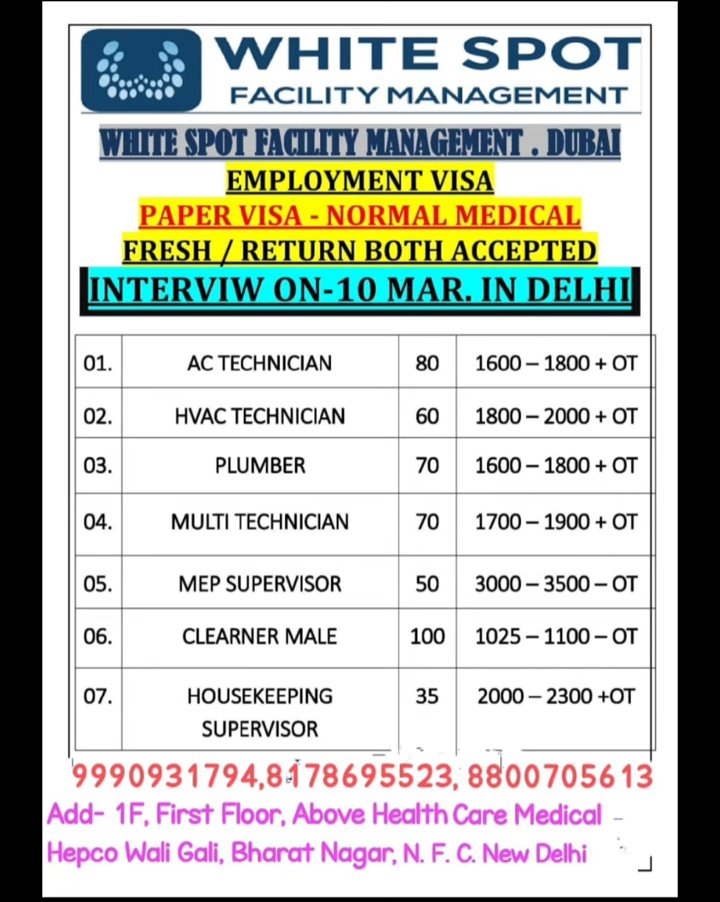 WHITE SPOT
FACILITY MANAGEMENT
WHITE SPOT FACILITY MANAGEMENT . DUBAI
EMPLOYMENT VISA
PAPER VISA - NORMAL MEDICAL
FRESH / RETURN BOTH ACCEPTED
INTERVIW ON-10 MAR. IN DELHI
01. AC TECHNICIAN 80 1600 – 1800 + OT
02. HVAC TECHNICIAN 60 1800 – 2000 + OT
03. PLUMBER 70 1600 – 1800 + OT
04. MULTI TECHNICIAN 70 1700 – 1900 + OT
05. MEP SUPERVISOR 50 3000 – 3500 – OT
06. CLEARNER MALE 100 1025 – 1100 – OT
07. HOUSEKEEPING 35 2000 – 2300 +OT
SUPERVISOR
9990931794,8178695523, 8800705613
Add- 1F, First Floor, Above Health Care Medical -
Hepco Wali Gali, Bharat Nagar, N. F. C. New Delhi